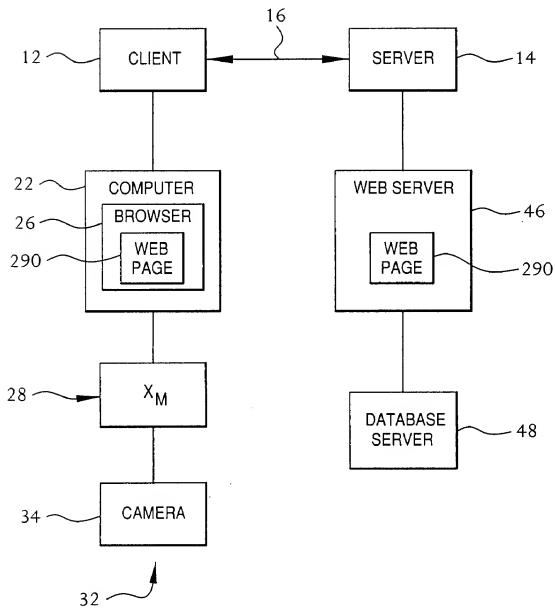 16
12
CLIENT
SERVER
14
22
COMPUTER
26
BROWSER
290
WEB
PAGE
WEB SERVER
46
WEB
PAGE
290
28
XM
DATABASE
SERVER
48
34
CAMERA
32